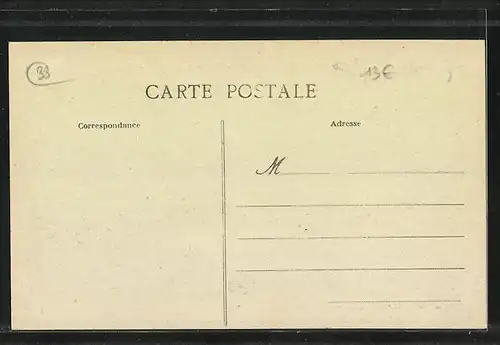 33
13€
CARTE POSTALE
Correspondance
Adresse
M